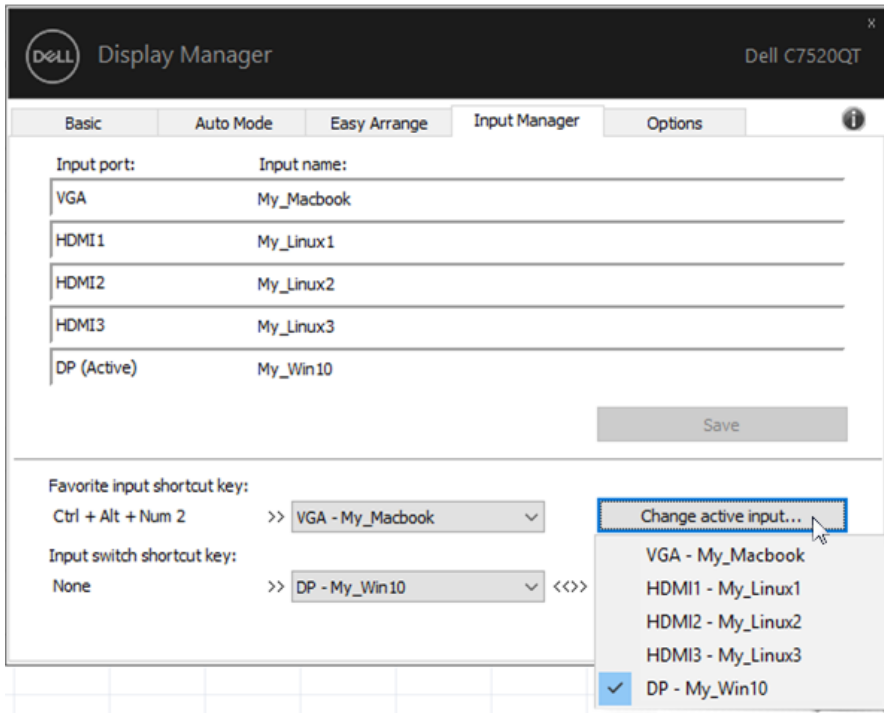 DELL Display Manager
Dell C7520QT
x
Basic Auto Mode Easy Arrange Input Manager Options
Input port: Input name:
VGA My_Macbook
HDMI1 My_Linux1
HDMI2 My_Linux2
HDMI3 My_Linux3
DP (Active) My_Win10
Save
Favorite input shortcut key:
Ctrl + Alt + Num 2 >> VGA - My_Macbook Change active input...
Input switch shortcut key:
None >> DP - My_Win10 <<>>
VGA - My_Macbook
HDMI1 - My_Linux1
HDMI2 - My_Linux2
HDMI3 - My_Linux3
DP - My_Win10